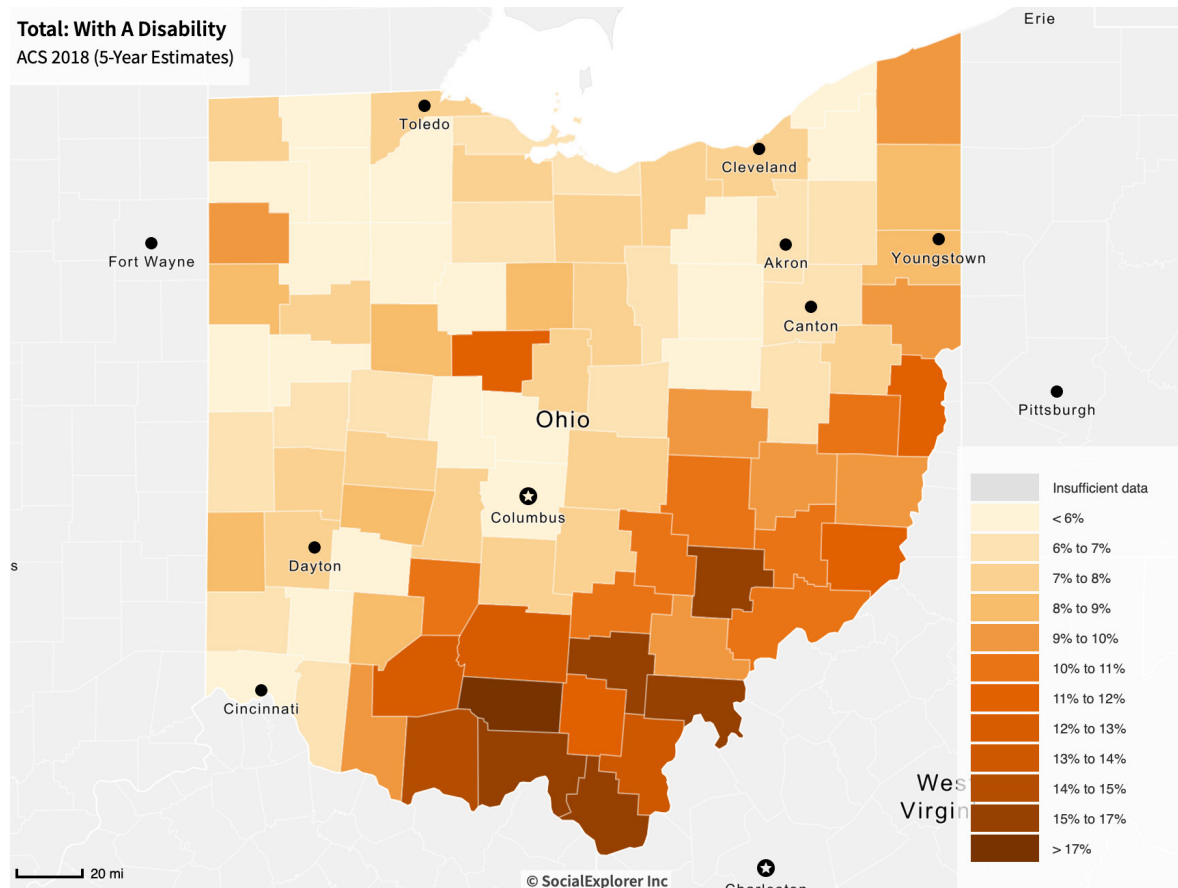 Total: With A Disability
ACS 2018 (5-Year Estimates)
Erie
Toledo
Cleveland
Fort Wayne
Akron
Youngstown
Canton
Pittsburgh
Ohio
Columbus
Dayton
s
Cincinnati
West
Virgin
Charleston
Insufficient data
< 6%
6% to 7%
7% to 8%
8% to 9%
9% to 10%
10% to 11%
11% to 12%
12% to 13%
13% to 14%
14% to 15%
15% to 17%
> 17%
20 mi
© SocialExplorer Inc